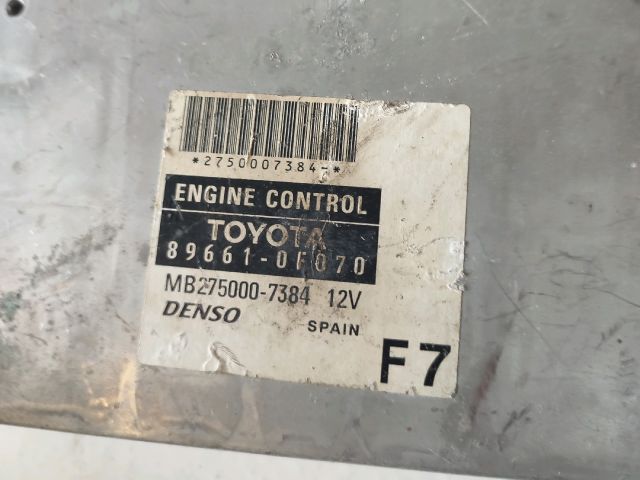 *2750007384-*
ENGINE CONTROL
TOYOTA
89661-0F070
MB275000-7384 12V
DENSO SPAIN
F7